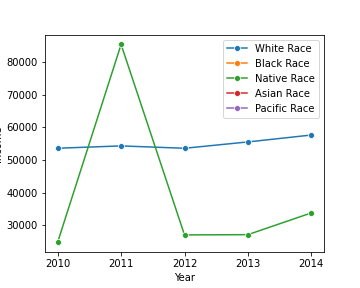 White Race
Black Race
Native Race
Asian Race
Pacific Race
80000
70000
60000
50000
40000
30000
2010 2011 2012 2013 2014
Year